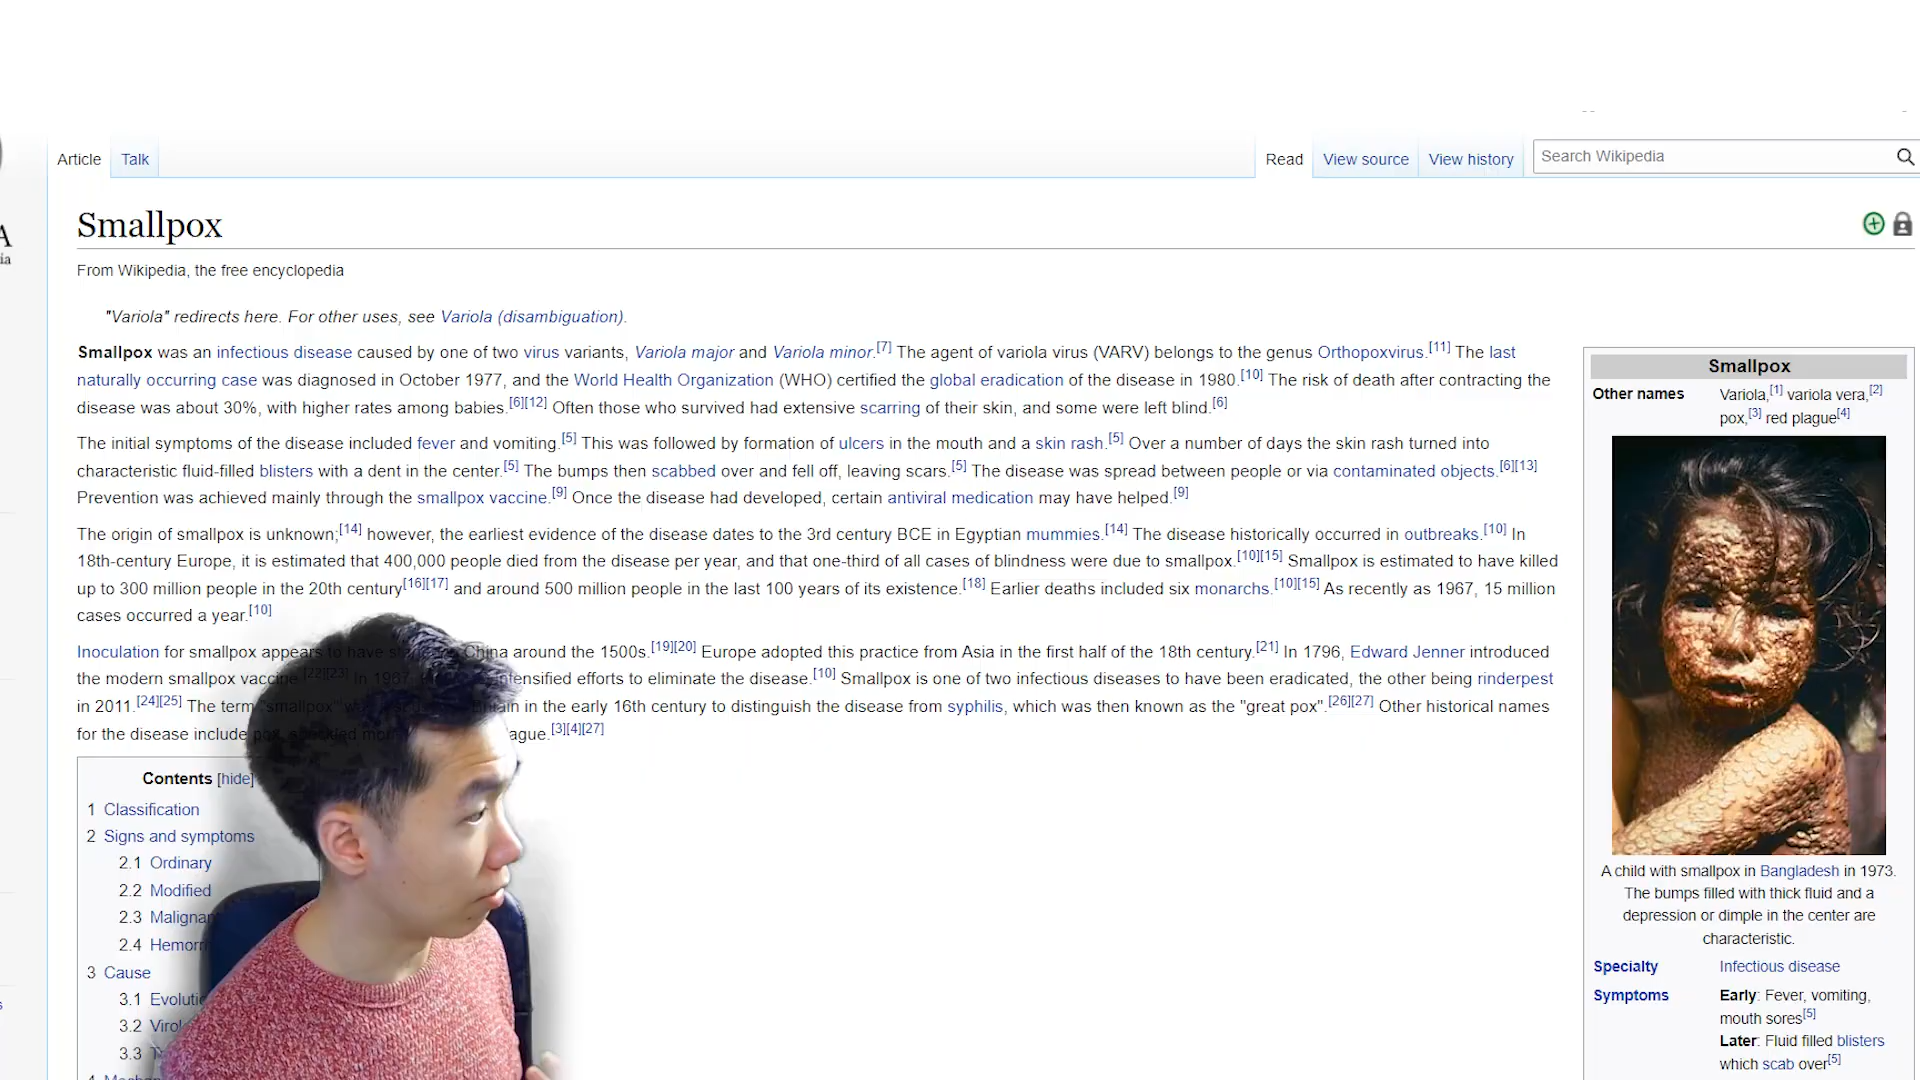 A
ia
Article Talk Read View source View history Search Wikipedia
Smallpox
From Wikipedia, the free encyclopedia
"Variola" redirects here. For other uses, see Variola (disambiguation).
Smallpox was an infectious disease caused by one of two virus variants, Variola major and Variola minor.[7] The agent of variola virus (VARV) belongs to the genus Orthopoxvirus.[11] The last
naturally occurring case was diagnosed in October 1977, and the World Health Organization (WHO) certified the global eradication of the disease in 1980.[10] The risk of death after contracting the
disease was about 30%, with higher rates among babies.[6][12] Often those who survived had extensive scarring of their skin, and some were left blind.[6]
The initial symptoms of the disease included fever and vomiting.[5] This was followed by formation of ulcers in the mouth and a skin rash.[5] Over a number of days the skin rash turned into
characteristic fluid-filled blisters with a dent in the center.[5] The bumps then scabbed over and fell off, leaving scars.[5] The disease was spread between people or via contaminated objects.[6][13]
Prevention was achieved mainly through the smallpox vaccine.[9] Once the disease had developed, certain antiviral medication may have helped.[9]
The origin of smallpox is unknown;[14] however, the earliest evidence of the disease dates to the 3rd century BCE in Egyptian mummies.[14] The disease historically occurred in outbreaks.[10] In
18th-century Europe, it is estimated that 400,000 people died from the disease per year, and that one-third of all cases of blindness were due to smallpox.[10][15] Smallpox is estimated to have killed
up to 300 million people in the 20th century[16][17] and around 500 million people in the last 100 years of its existence.[18] Earlier deaths included six monarchs.[10][15] As recently as 1967, 15 million
cases occurred a year.[10]
Inoculation for smallpox appears to have China around the 1500s.[19][20] Europe adopted this practice from Asia in the first half of the 18th century.[21] In 1796, Edward Jenner introduced
the modern smallpox vaccine.[22][23] In 1967, intensified efforts to eliminate the disease.[10] Smallpox is one of two infectious diseases to have been eradicated, the other being rinderpest
in 2011.[24][25] The term "smallpox" in the early 16th century to distinguish the disease from syphilis, which was then known as the "great pox".[26][27] Other historical names
for the disease include pox, ague.[3][4][27]
Contents [hide]
1 Classification
2 Signs and symptoms
2.1 Ordinary
2.2 Modified
2.3 Malignan
2.4 Hemorr
3 Cause
3.1 Evoluti
3.2 Virol
3.3 T
Smallpox
Other names Variola,[1] variola vera,[2]
pox,[3] red plague[4]
A child with smallpox in Bangladesh in 1973.
The bumps filled with thick fluid and a
depression or dimple in the center are
characteristic.
Specialty Infectious disease
Symptoms Early: Fever, vomiting,
mouth sores[5]
Later: Fluid filled blisters
which scab over[5]